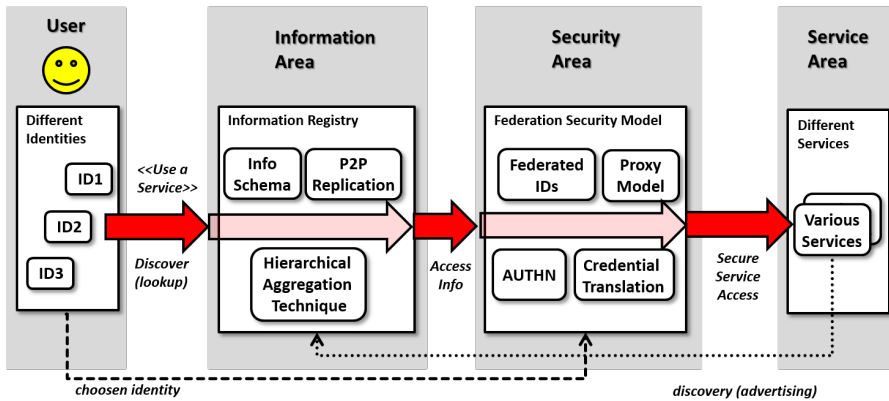 User
Information
Area
Security
Area
Service
Area
Different
Identities
ID1
ID2
ID3
<<Use a
Service>>
Discover
(lookup)
Information Registry
Info
Schema
P2P
Replication
Hierarchical
Aggregation
Technique
Access
Info
Federation Security Model
Federated
IDs
Proxy
Model
AUTHN
Credential
Translation
Secure
Service
Access
Different
Services
Various
Services
choosen identity
discovery (advertising)